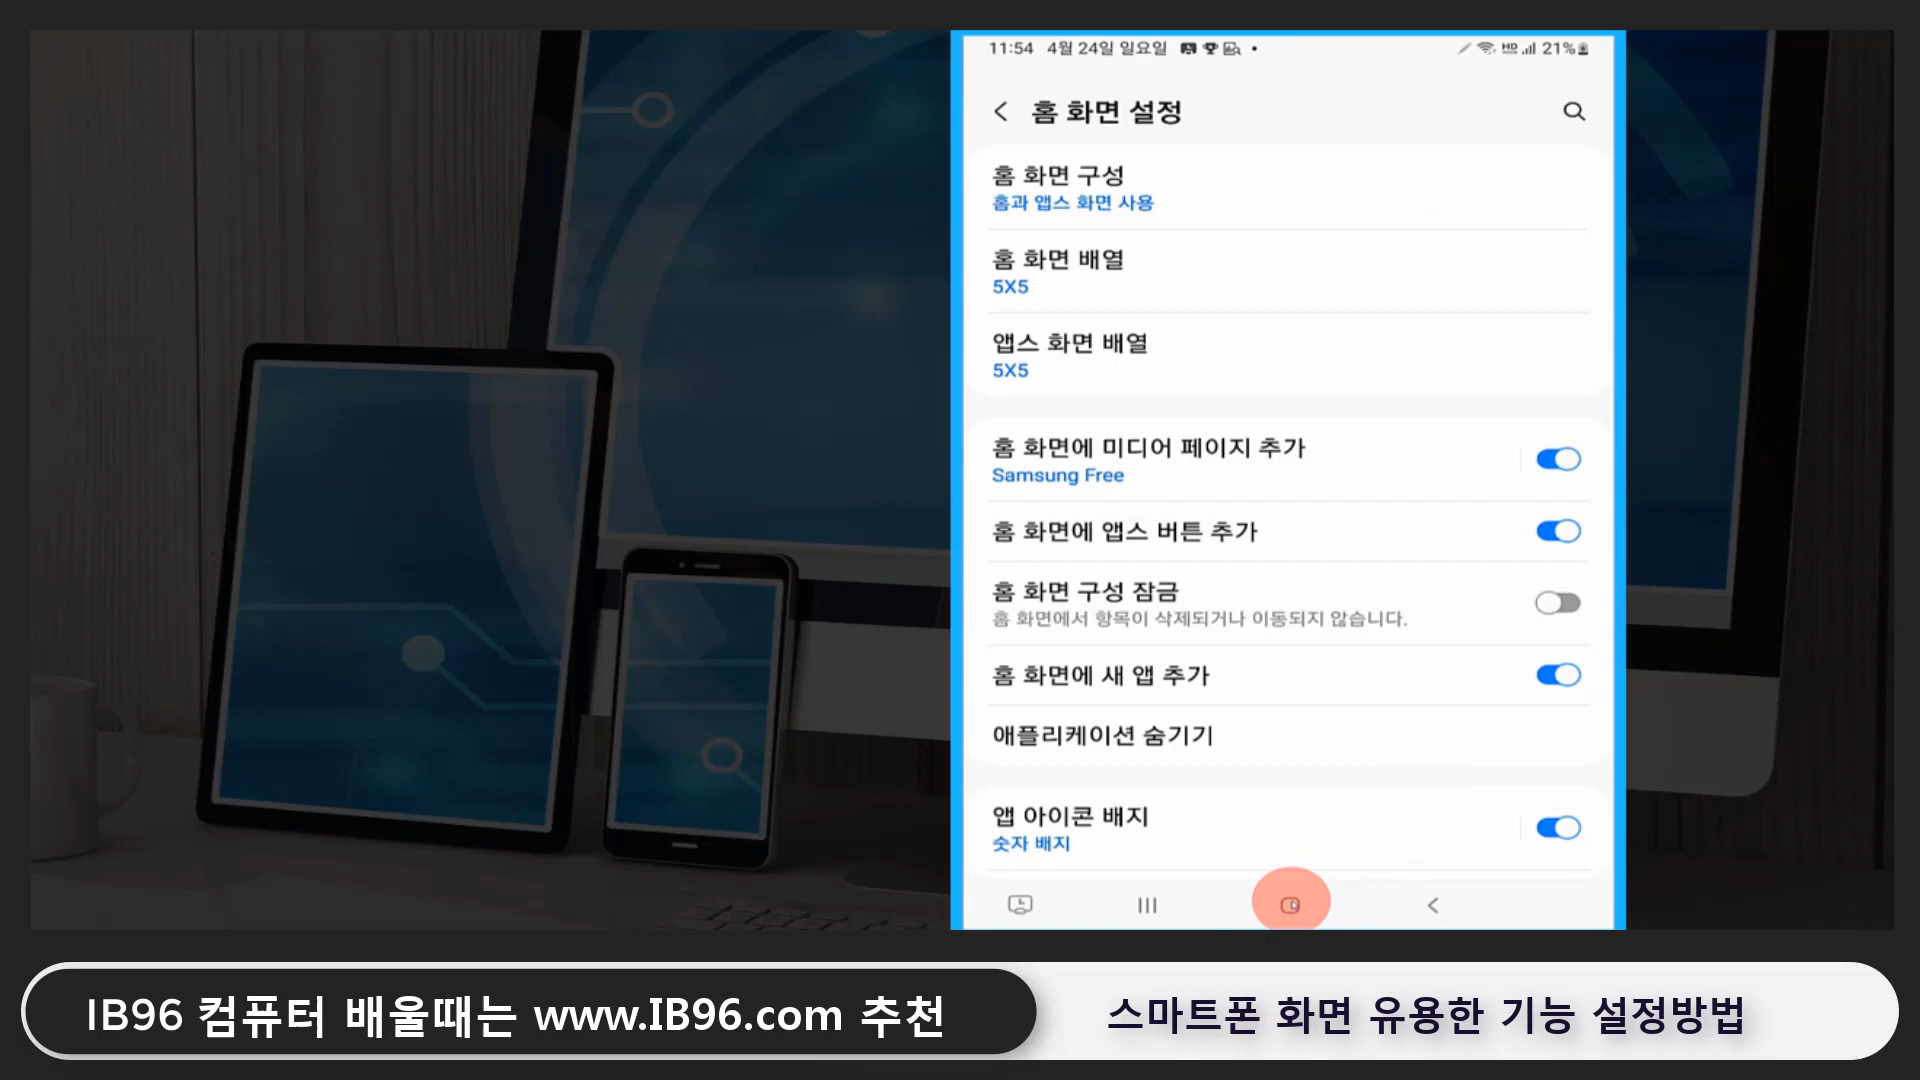 11:54 4월 24일 일요일
21%
홈 화면 설정
홈 화면 구성
홈과 앱스 화면 사용
홈 화면 배열
5X5
앱스 화면 배열
5X5
홈 화면에 미디어 페이지 추가
Samsung Free
홈 화면에 앱스 버튼 추가
홈 화면 구성 잠금
홈 화면에서 항목이 삭제되거나 이동되지 않습니다.
홈 화면에 새 앱 추가
애플리케이션 숨기기
앱 아이콘 배지
숫자 배지
IB96 컴퓨터 배울때는 www.IB96.com 추천
스마트폰 화면 유용한 기능 설정방법